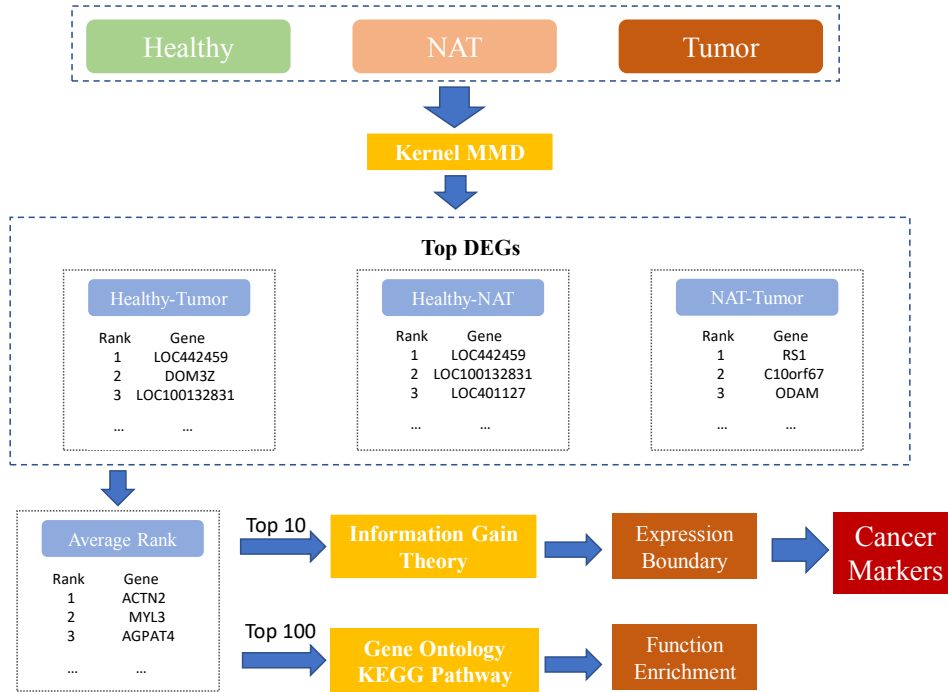 Healthy
NAT
Tumor
Kernel MMD
Top DEGs
Healthy-Tumor
Rank Gene
1 LOC442459
2 DOM3Z
3 LOC100132831
... ...
Healthy-NAT
Rank Gene
1 LOC442459
2 LOC100132831
3 LOC401127
... ...
NAT-Tumor
Rank Gene
1 RS1
2 C10orf67
3 ODAM
... ...
Average Rank
Rank Gene
1 ACTN2
2 MYL3
3 AGPAT4
... ...
Top 10
Information Gain
Theory
Expression
Boundary
Cancer
Markers
Top 100
Gene Ontology
KEGG Pathway
Function
Enrichment